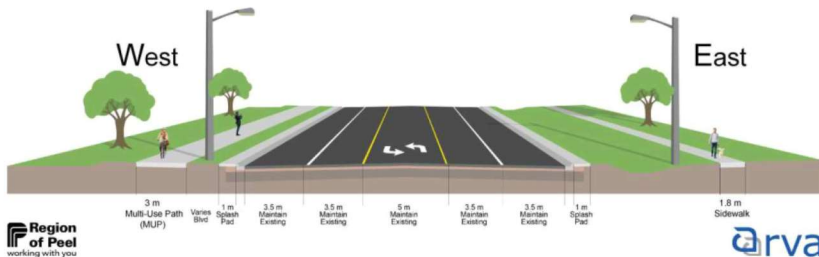 West
East
3 m
Multi-Use Path
(MUP)
Varies
Blvd
1 m
Splash
Pad
3.5 m
Maintain
Existing
3.5 m
Maintain
Existing
5 m
Maintain
Existing
3.5 m
Maintain
Existing
3.5 m
Maintain
Existing
1 m
Splash
Pad
1.8 m
Sidewalk
Region
of Peel
working with you
arva